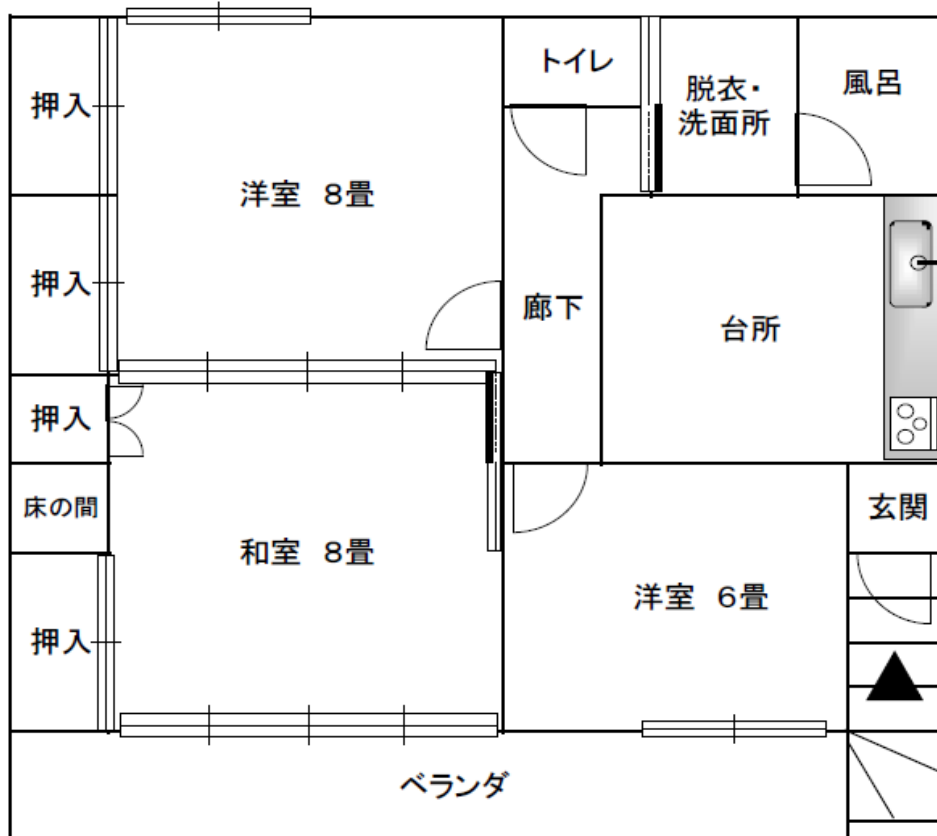 トイレ
脱衣・
洗面所
風呂
押入
洋室　８畳
押入
廊下
台所
押入
床の間
玄関
和室　８畳
洋室　６畳
押入
ベランダ